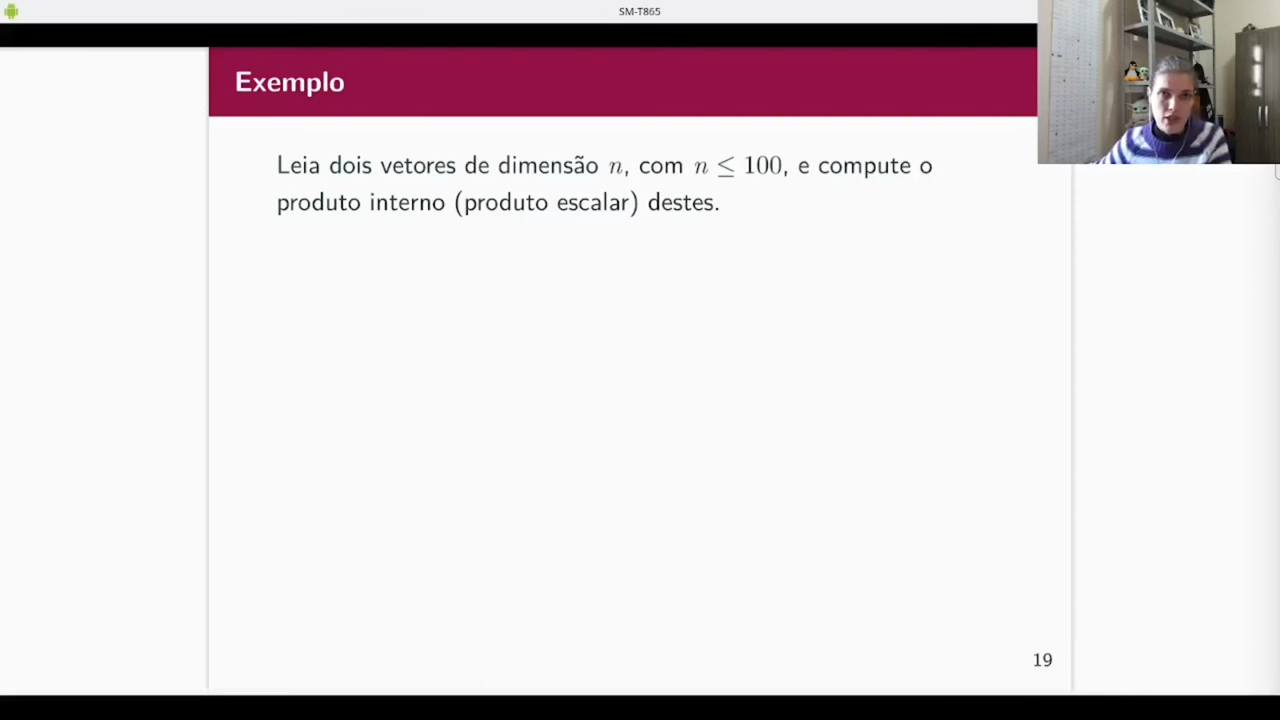 SM-T865
Exemplo
Leia dois vetores de dimensão n, com n ≤ 100, e compute o
produto interno (produto escalar) destes.
19